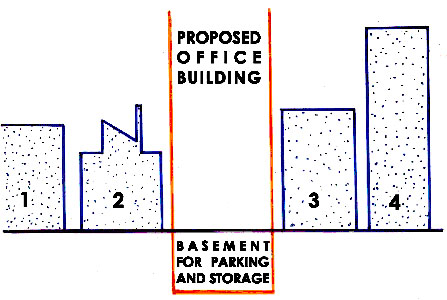 PROPOSED
OFFICE
BUILDING
1
2
3
4
BASEMENT
FOR PARKING
AND STORAGE